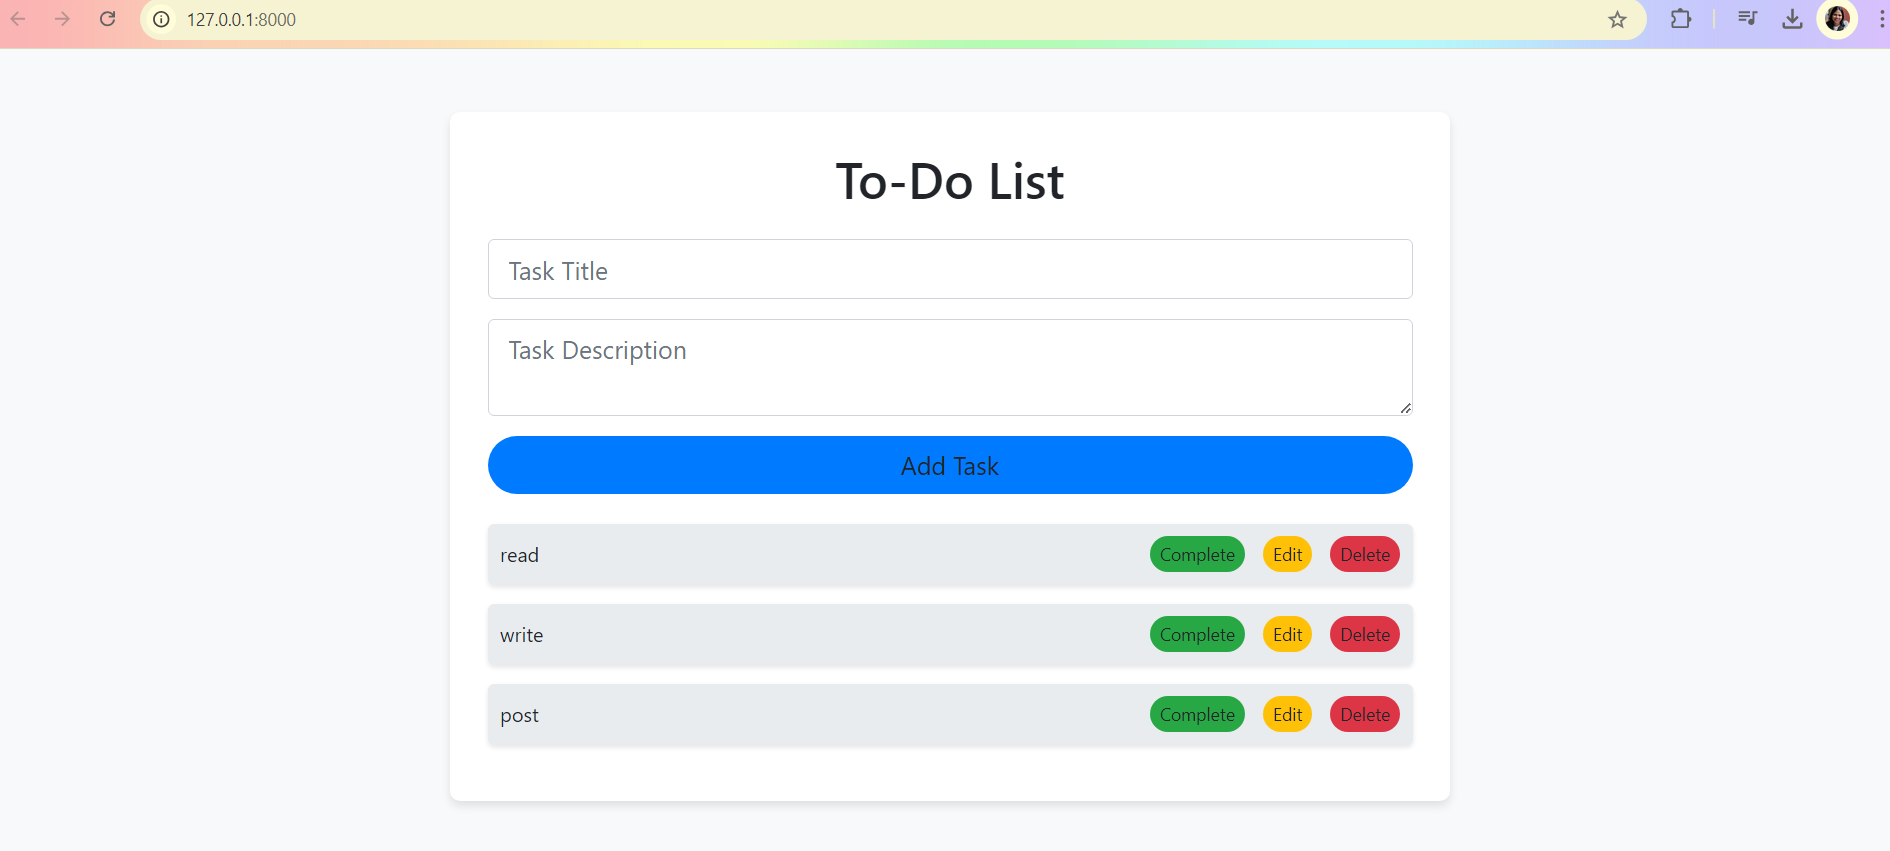 127.0.0.1:8000
To-Do List
Task Title
Task Description
Add Task
read Complete Edit Delete
write Complete Edit Delete
post Complete Edit Delete